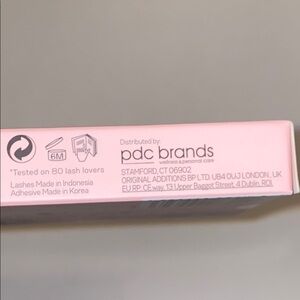 6M
*Tested on 80 lash lovers
Lashes Made in Indonesia
Adhesive Made in Korea
Distributed by:
pdc brands
wellness & personal care
STAMFORD, CT 06902
ORIGINAL ADDITIONS BP LTD. UB4 0UJ LONDON, UK
EU RP, CE.way, 13 Upper Baggot Street, 4 Dublin, ROI.